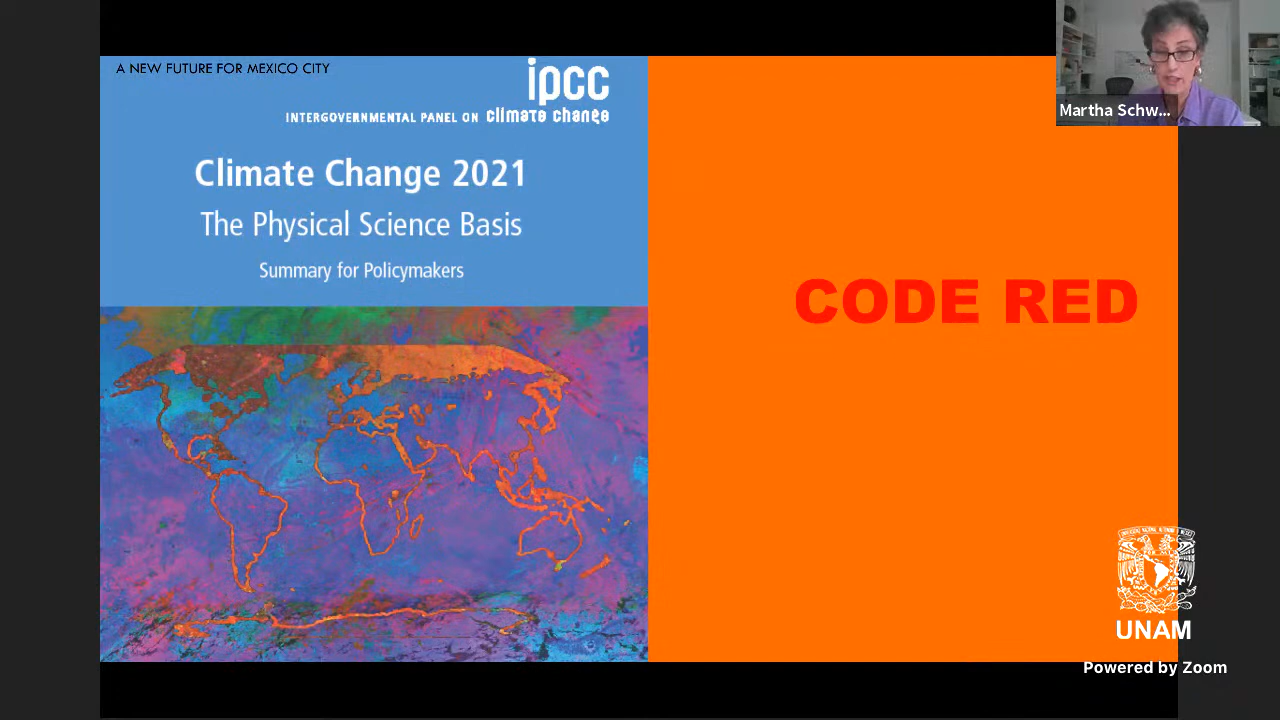 A NEW FUTURE FOR MEXICO CITY
ipcc
INTERGOVERNMENTAL PANEL ON climate change
Climate Change 2021
The Physical Science Basis
Summary for Policymakers
CODE RED
Martha Schw...
UNAM
Powered by Zoom